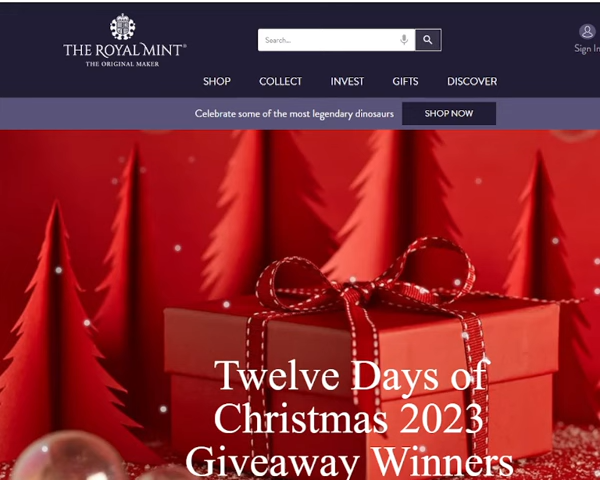 THE ROYAL MINT®
THE ORIGINAL MAKER
Search...
Sign In
SHOP COLLECT INVEST GIFTS DISCOVER
Celebrate some of the most legendary dinosaurs SHOP NOW
Twelve Days of
Christmas 2023
Giveaway Winners